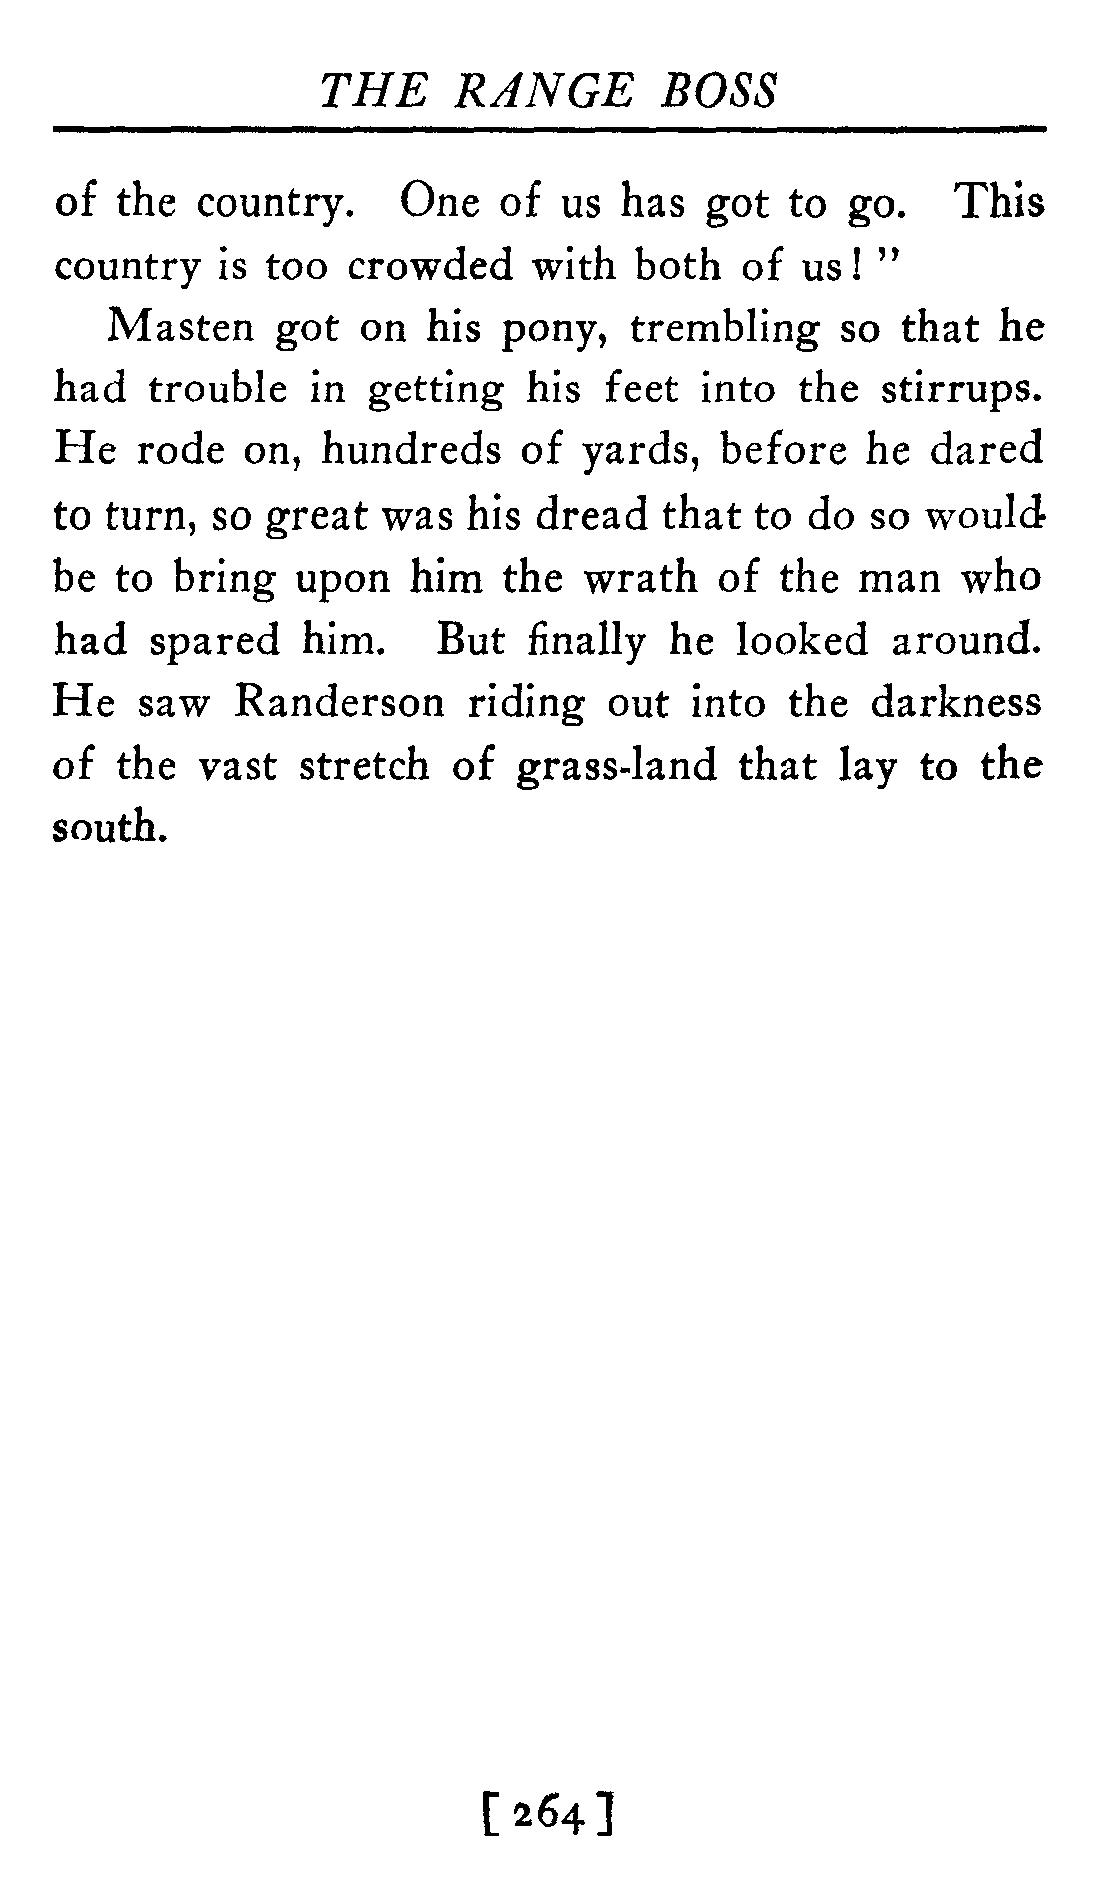 THE RANGE BOSS
of the country. One of us has got to go. This
country is too crowded with both of us! "
Masten got on his pony, trembling so that he
had trouble in getting his feet into the stirrups.
He rode on, hundreds of yards, before he dared
to turn, so great was his dread that to do so would
be to bring upon him the wrath of the man who
had spared him. But finally he looked around.
He saw Randerson riding out into the darkness
of the vast stretch of grass-land that lay to the
south.
[264]